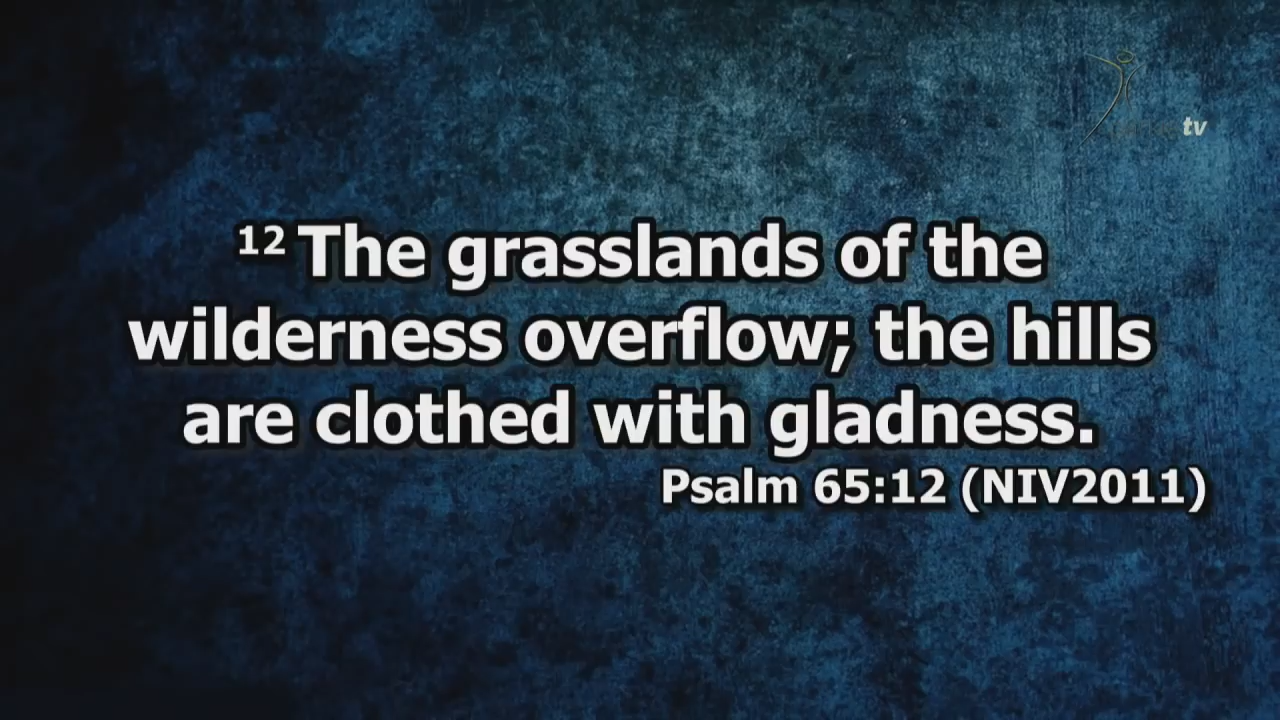 tv
12 The grasslands of the
wilderness overflow; the hills
are clothed with gladness.
Psalm 65:12 (NIV2011)